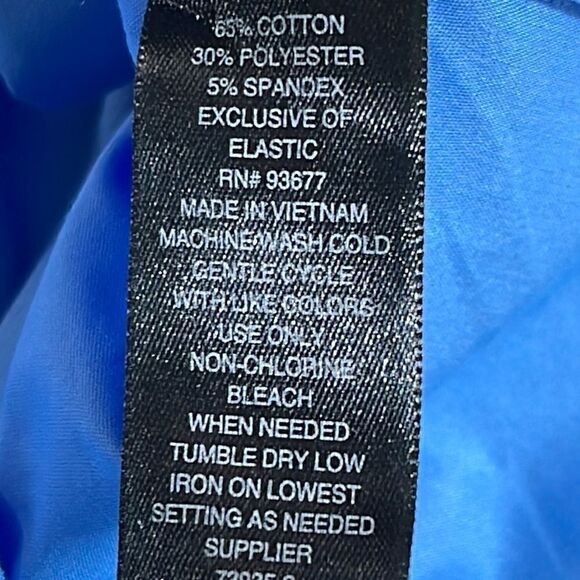 65% COTTON
30% POLYESTER
5% SPANDEX
EXCLUSIVE OF
ELASTIC
RN# 93677
MADE IN VIETNAM
MACHINE WASH COLD
GENTLE CYCLE
WITH LIKE COLORS
USE ONLY
NON-CHLORINE
BLEACH
WHEN NEEDED
TUMBLE DRY LOW
IRON ON LOWEST
SETTING AS NEEDED
SUPPLIER